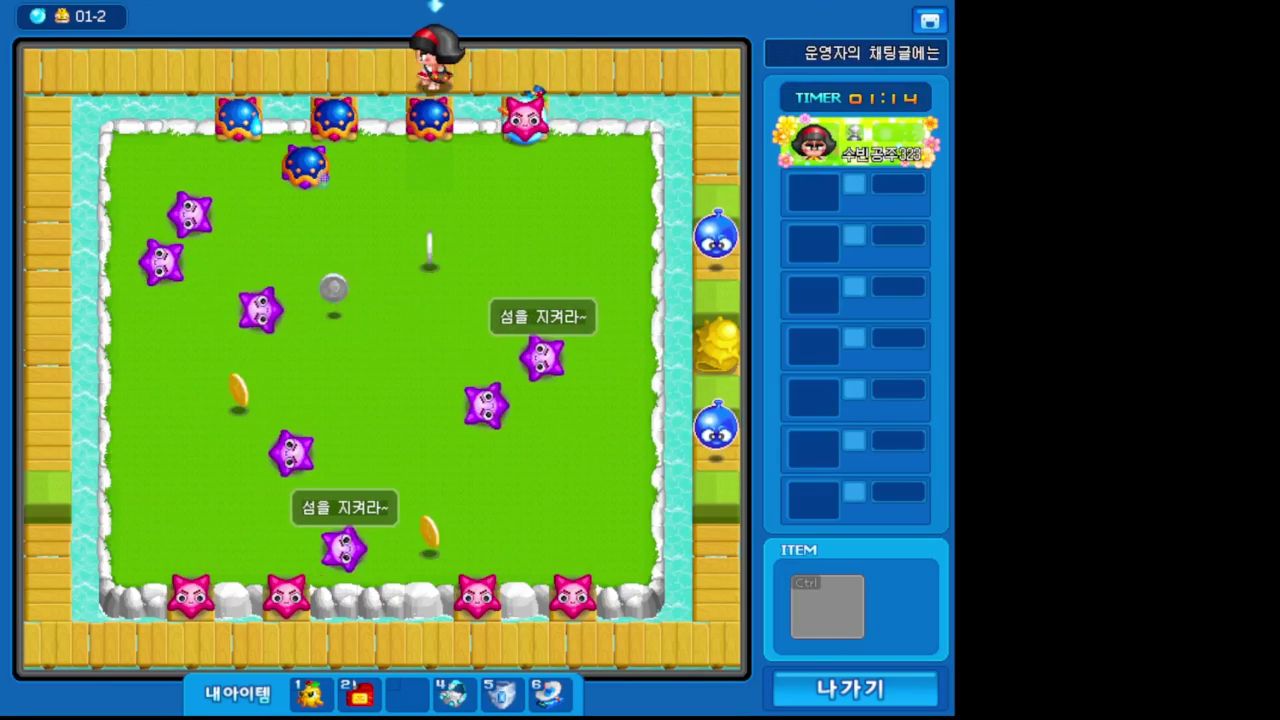 01-2
운영자의 채팅글에는
TIMER 01:14
수빈공주023
섬을 지켜라~
섬을 지켜라~
ITEM
Ctrl
내아이템 1 2 4 5 6
나가기